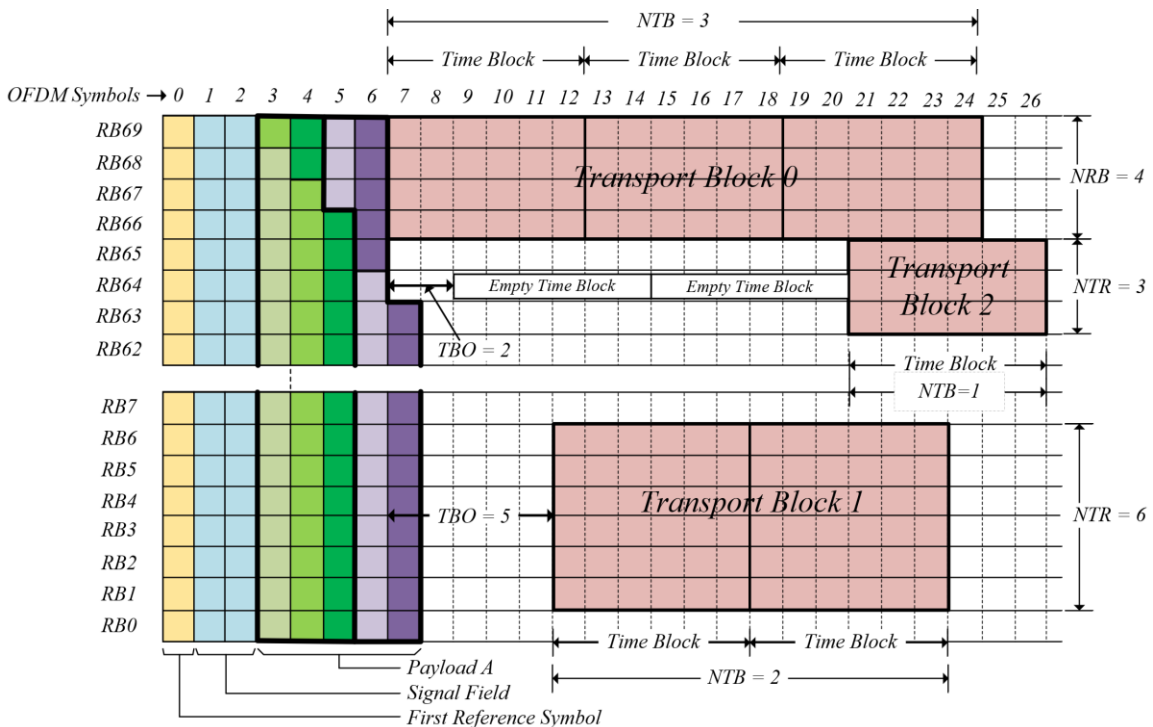 NTB = 3
Time Block Time Block Time Block
OFDM Symbols 0 1 2 3 4 5 6 7 8 9 10 11 12 13 14 15 16 17 18 19 20 21 22 23 24 25 26
RB69
RB68
RB67
Transport Block 0
NRB = 4
RB66
RB65
RB64
Empty Time Block Empty Time Block
Transport
Block 2
NTR = 3
RB63
RB62
TBO = 2
Time Block
NTB=1
RB7
RB6
RB5
RB4
Transport Block 1
RB3
TBO = 5
NTR = 6
RB2
RB1
RB0
Time Block Time Block
Payload A
NTB = 2
Signal Field
First Reference Symbol